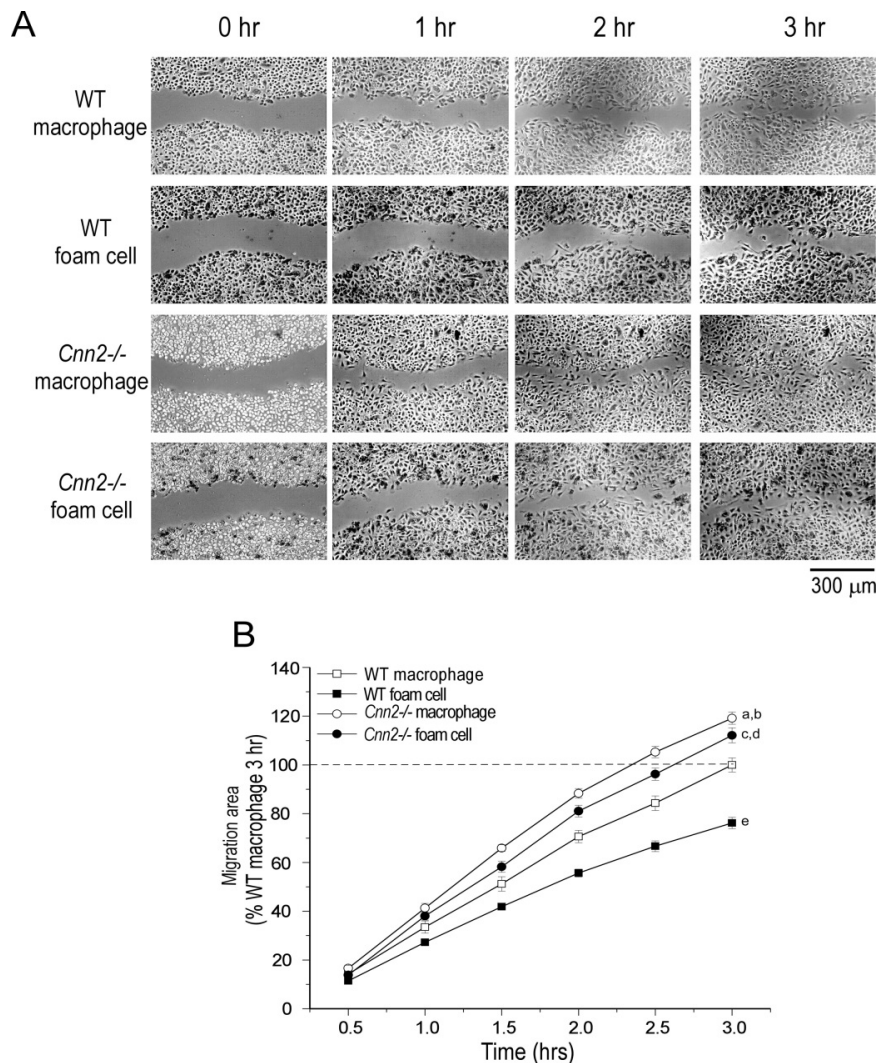 A
0 hr 1 hr 2 hr 3 hr
WT
macrophage
WT
foam cell
Cnn2-/-
macrophage
Cnn2-/-
foam cell
300 μm
B
Migration area
(% WT macrophage 3 hr)
140
120
100
80
60
40
20
0
WT macrophage
WT foam cell
Cnn2-/- macrophage
Cnn2-/- foam cell
a,b
c,d
e
0.5 1.0 1.5 2.0 2.5 3.0
Time (hrs)